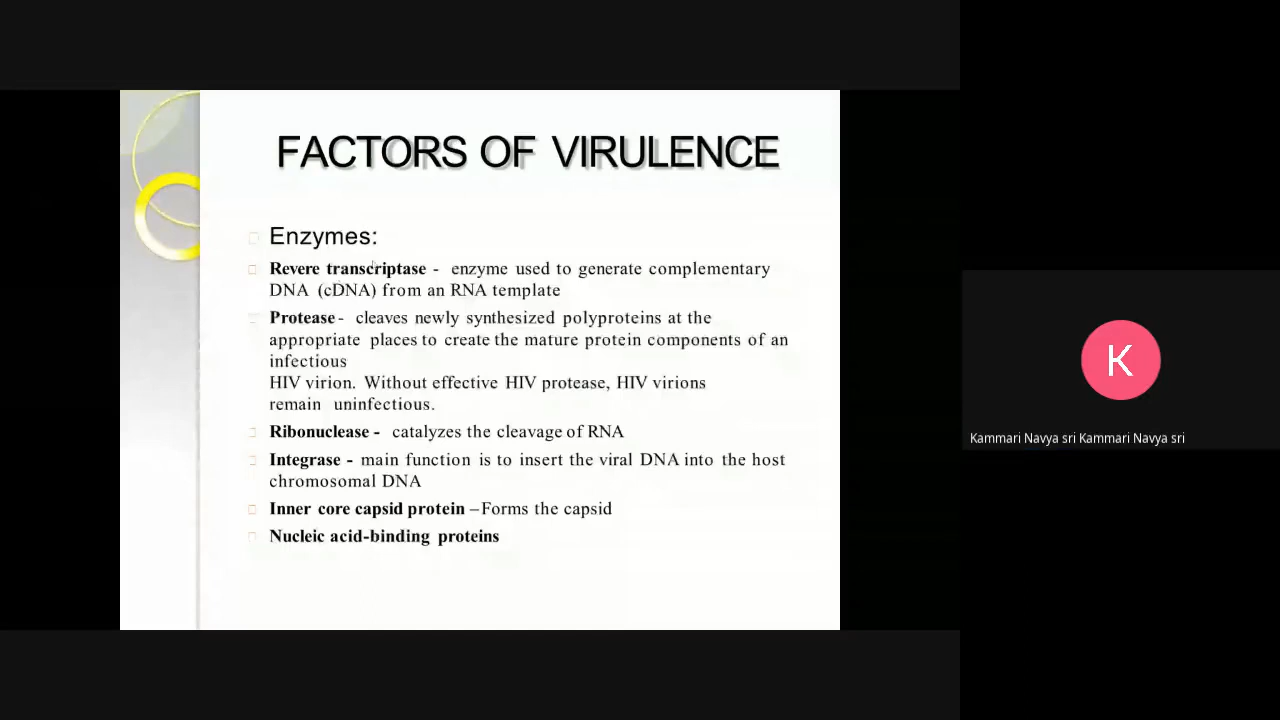 FACTORS OF VIRULENCE
Enzymes:
Revere transcriptase - enzyme used to generate complementary
DNA (cDNA) from an RNA template
Protease- cleaves newly synthesized polyproteins at the
appropriate places to create the mature protein components of an
infectious
HIV virion. Without effective HIV protease, HIV virions
remain uninfectious.
Ribonuclease - catalyzes the cleavage of RNA
Integrase - main function is to insert the viral DNA into the host
chromosomal DNA
Inner core capsid protein –Forms the capsid
Nucleic acid-binding proteins
K
Kammari Navya sri Kammari Navya sri